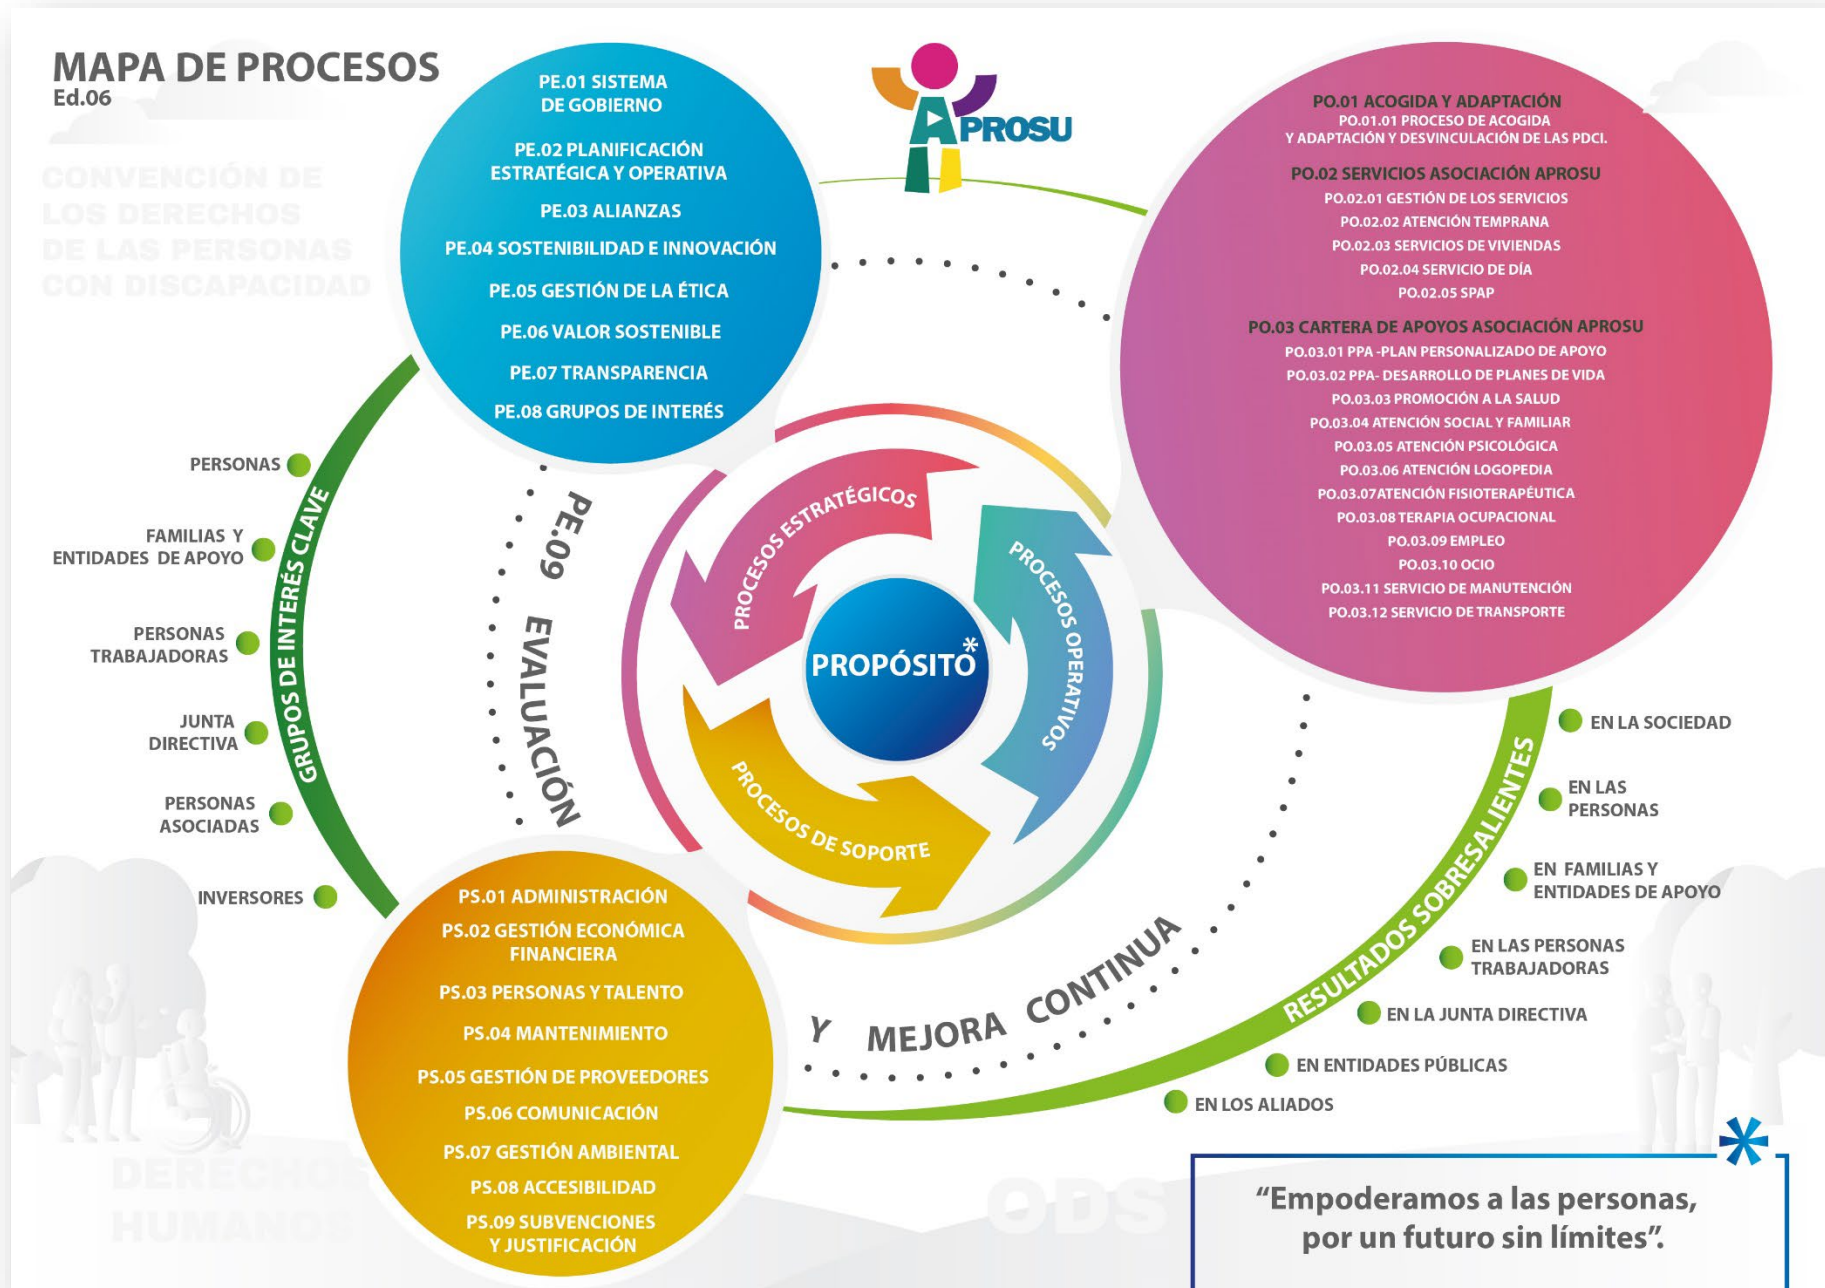 MAPA DE PROCESOS
Ed.06
CONVENCIÓN DE
LOS DERECHOS
DE LAS PERSONAS
CON DISCAPACIDAD
PE.01 SISTEMA
DE GOBIERNO
PE.02 PLANIFICACIÓN
ESTRATÉGICA Y OPERATIVA
PE.03 ALIANZAS
PE.04 SOSTENIBILIDAD E INNOVACIÓN
PE.05 GESTIÓN DE LA ÉTICA
PE.06 VALOR SOSTENIBLE
PE.07 TRANSPARENCIA
PE.08 GRUPOS DE INTERÉS
APROSU
PO.01 ACOGIDA Y ADAPTACIÓN
PO.01.01 PROCESO DE ACOGIDA
Y ADAPTACIÓN Y DESVINCULACIÓN DE LAS PDCI.
PO.02 SERVICIOS ASOCIACIÓN APROSU
PO.02.01 GESTIÓN DE LOS SERVICIOS
PO.02.02 ATENCIÓN TEMPRANA
PO.02.03 SERVICIOS DE VIVIENDAS
PO.02.04 SERVICIO DE DÍA
PO.02.05 SPAP
PO.03 CARTERA DE APOYOS ASOCIACIÓN APROSU
PO.03.01 PPA -PLAN PERSONALIZADO DE APOYO
PO.03.02 PPA- DESARROLLO DE PLANES DE VIDA
PO.03.03 PROMOCIÓN A LA SALUD
PO.03.04 ATENCIÓN SOCIAL Y FAMILIAR
PO.03.05 ATENCIÓN PSICOLÓGICA
PO.03.06 ATENCIÓN LOGOPEDIA
PO.03.07ATENCIÓN FISIOTERAPÉUTICA
PO.03.08 TERAPIA OCUPACIONAL
PO.03.09 EMPLEO
PO.03.10 OCIO
PO.03.11 SERVICIO DE MANUTENCIÓN
PO.03.12 SERVICIO DE TRANSPORTE
GRUPOS DE INTERÉS CLAVE
PERSONAS
FAMILIAS Y
ENTIDADES DE APOYO
PERSONAS
TRABAJADORAS
JUNTA
DIRECTIVA
PERSONAS
ASOCIADAS
INVERSORES
PE.09 EVALUACIÓN
Y MEJORA CONTINUA
PROCESOS ESTRATÉGICOS
PROCESOS OPERATIVOS
PROCESOS DE SOPORTE
PROPÓSITO*
RESULTADOS SOBRESALIENTES
EN LA SOCIEDAD
EN LAS
PERSONAS
EN FAMILIAS Y
ENTIDADES DE APOYO
EN LAS PERSONAS
TRABAJADORAS
EN LA JUNTA DIRECTIVA
EN ENTIDADES PÚBLICAS
EN LOS ALIADOS
PS.01 ADMINISTRACIÓN
PS.02 GESTIÓN ECONÓMICA
FINANCIERA
PS.03 PERSONAS Y TALENTO
PS.04 MANTENIMIENTO
PS.05 GESTIÓN DE PROVEEDORES
PS.06 COMUNICACIÓN
PS.07 GESTIÓN AMBIENTAL
PS.08 ACCESIBILIDAD
PS.09 SUBVENCIONES
Y JUSTIFICACIÓN
DERECHOS
HUMANOS
ODS
*
“Empoderamos a las personas,
por un futuro sin límites”.